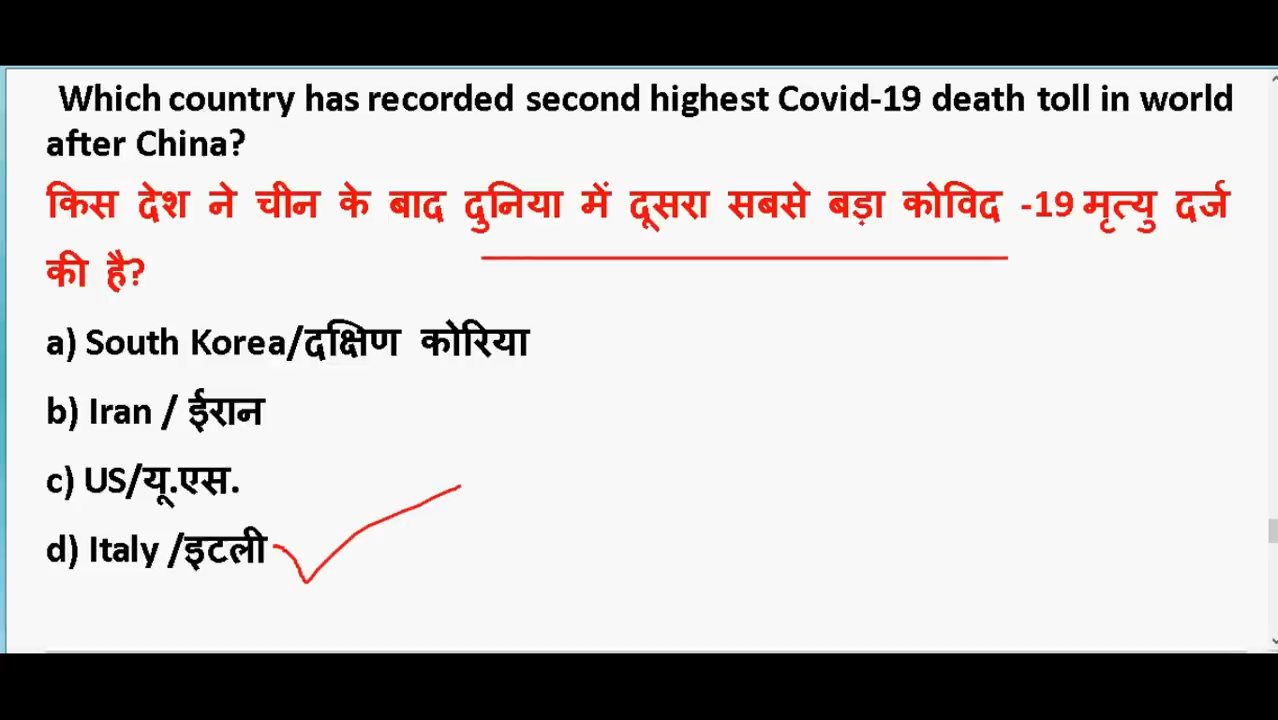 Which country has recorded second highest Covid-19 death toll in world
after China?
किस देश ने चीन के बाद दुनिया में दूसरा सबसे बड़ा कोविद -19 मृत्यु दर्ज
की है?
a) South Korea/दक्षिण कोरिया
b) Iran / ईरान
c) US/यू.एस.
d) Italy /इटली